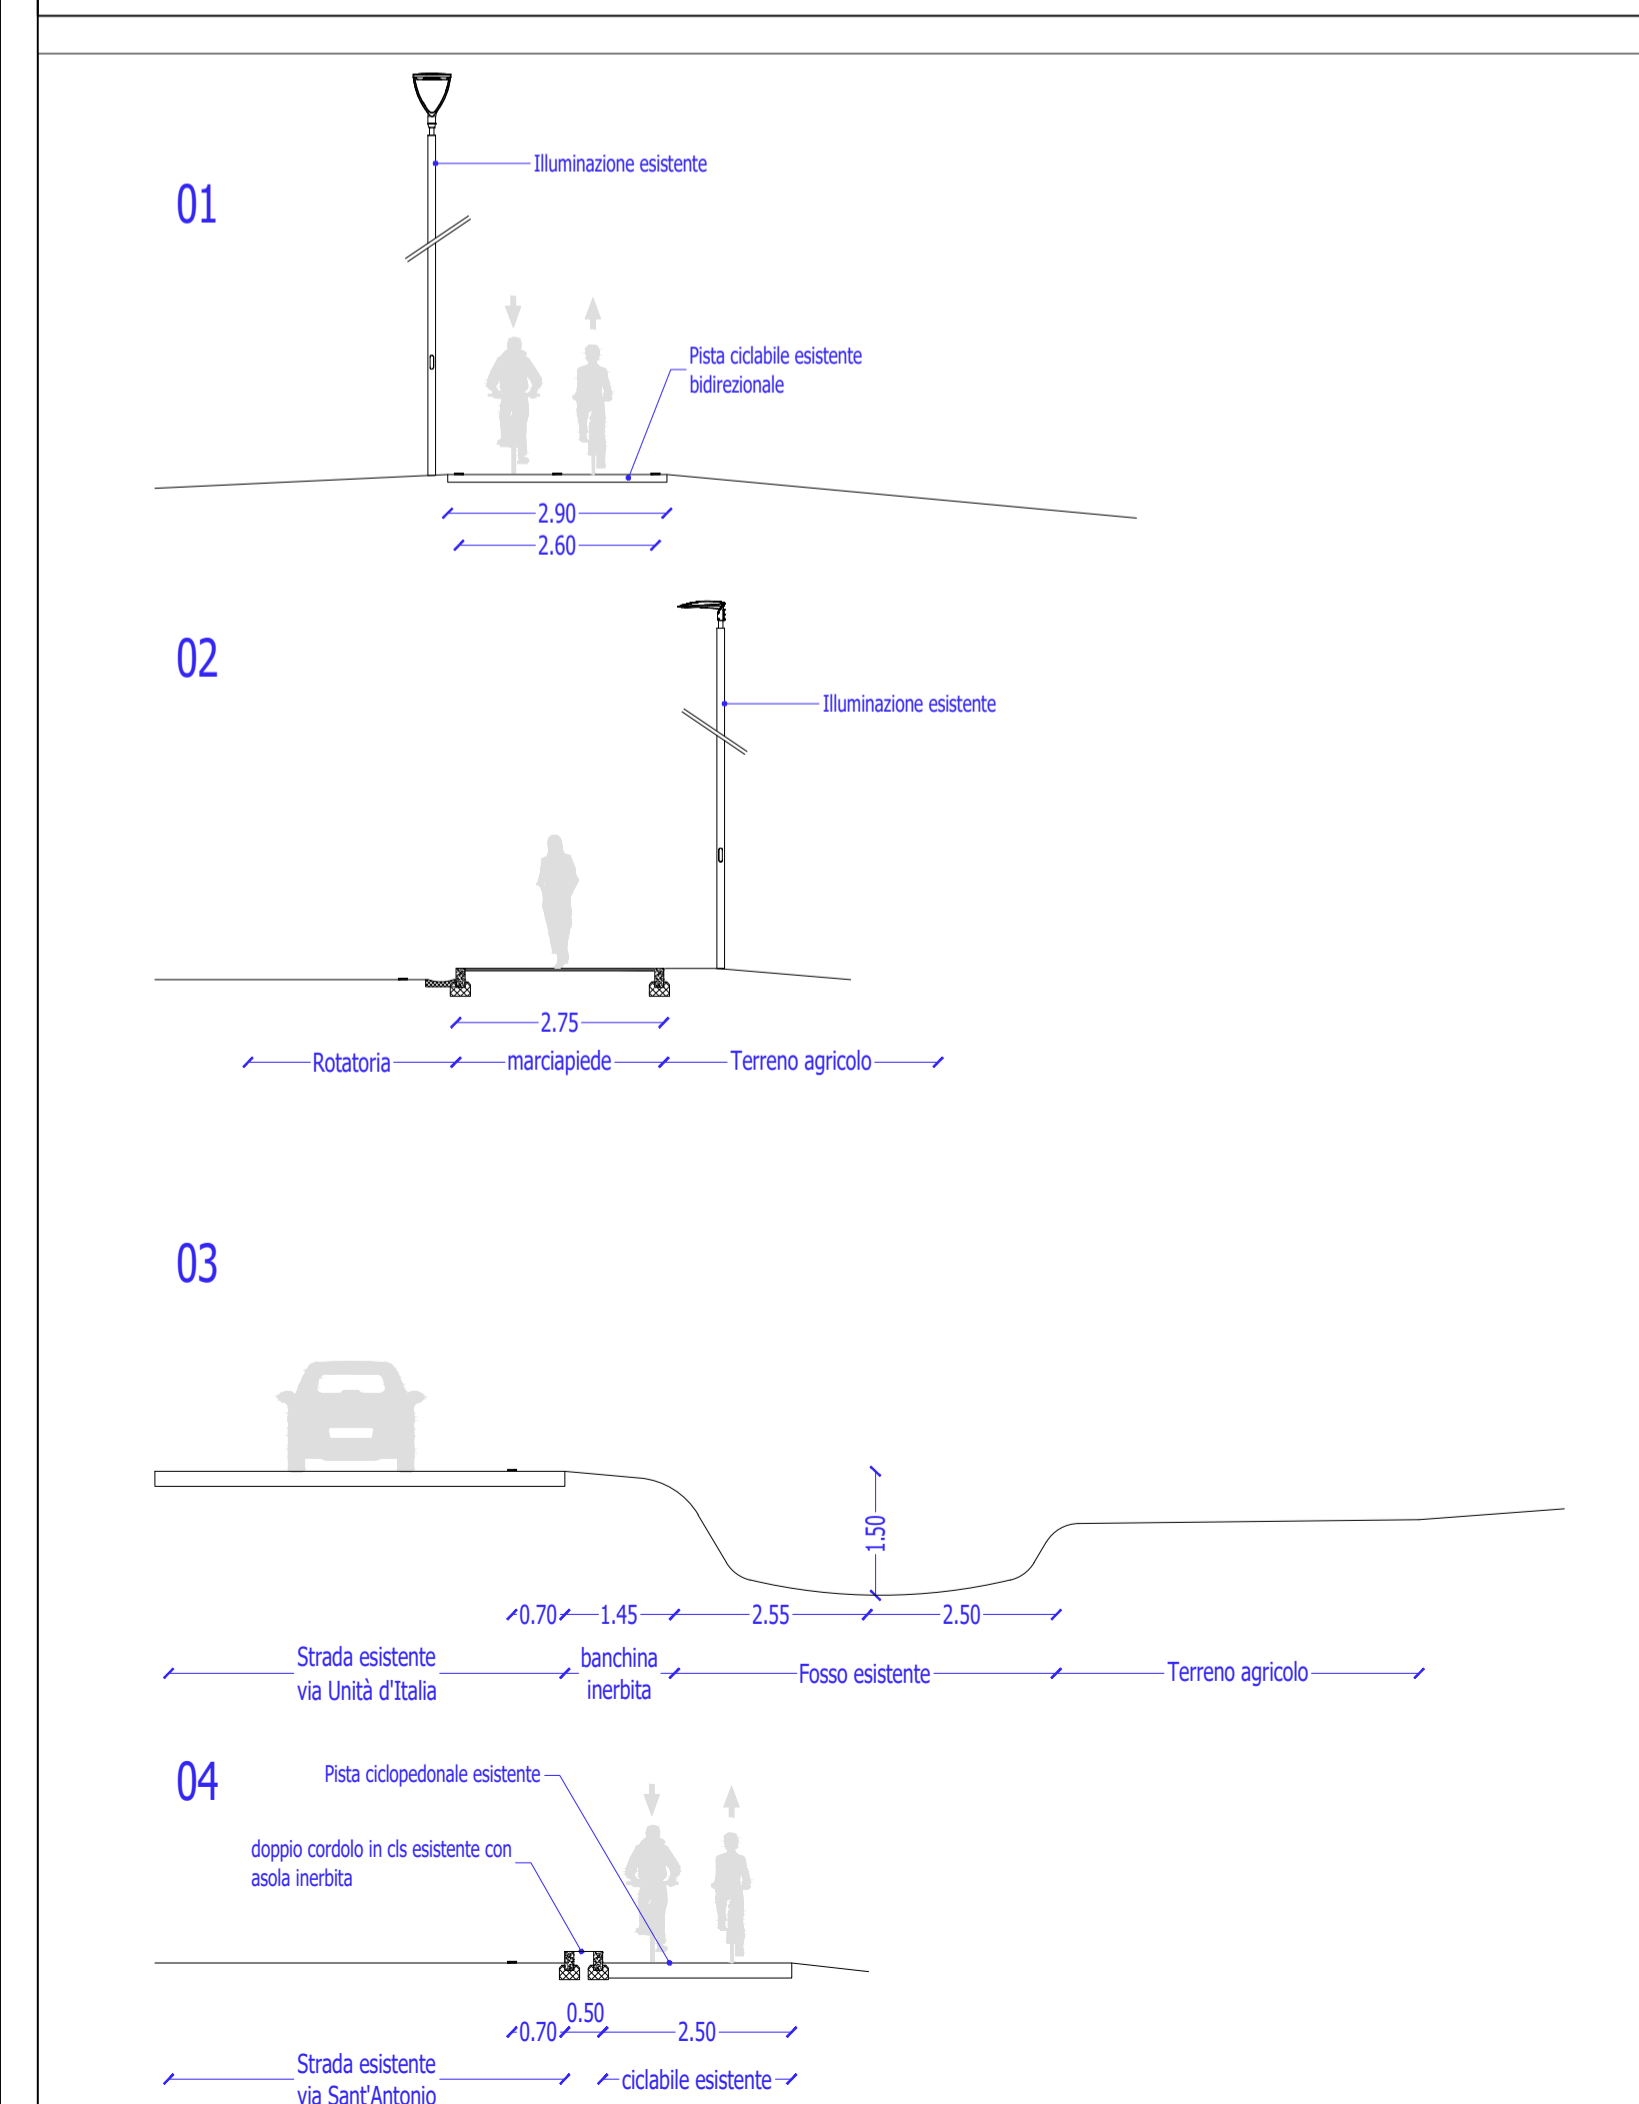 01
Illuminazione esistente
Pista ciclabile esistente
bidirezionale
2.90
2.60
02
Illuminazione esistente
2.75
Rotatoria
marciapiede
Terreno agricolo
03
1.50
0.70
1.45
2.55
2.50
Strada esistente
via Unità d'Italia
banchina
inerbita
Fosso esistente
Terreno agricolo
04
Pista ciclopedonale esistente
doppio cordolo in cls esistente con
asola inerbita
0.50
0.70
2.50
Strada esistente
via Sant'Antonio
ciclabile esistente